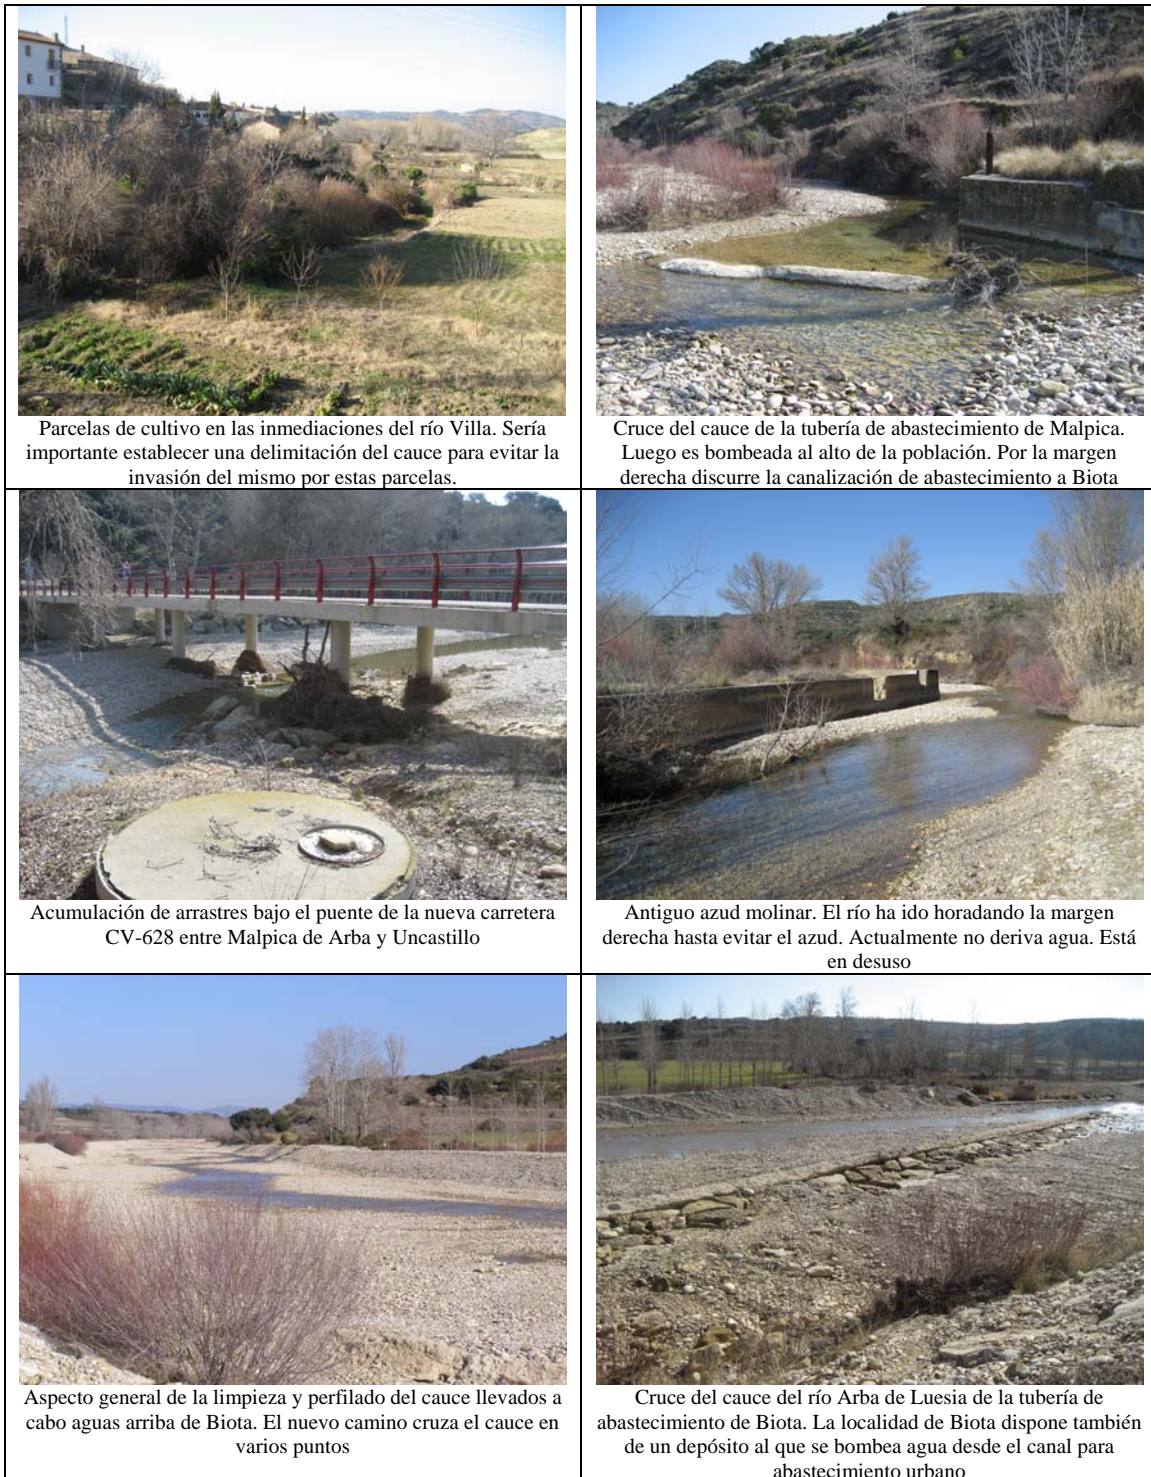 Parcelas de cultivo en las inmediaciones del río Villa. Sería
importante establecer una delimitación del cauce para evitar la
invasión del mismo por estas parcelas.
Cruce del cauce de la tubería de abastecimiento de Malpica.
Luego es bombeada al alto de la población. Por la margen
derecha discurre la canalización de abastecimiento a Biota
Acumulación de arrastres bajo el puente de la nueva carretera
CV-628 entre Malpica de Arba y Uncastillo
Antiguo azud molinar. El río ha ido horadando la margen
derecha hasta evitar el azud. Actualmente no deriva agua. Está
en desuso
Aspecto general de la limpieza y perfilado del cauce llevados a
cabo aguas arriba de Biota. El nuevo camino cruza el cauce en
varios puntos
Cruce del cauce del río Arba de Luesia de la tubería de
abastecimiento de Biota. La localidad de Biota dispone también
de un depósito al que se bombea agua desde el canal para
abastecimiento urbano